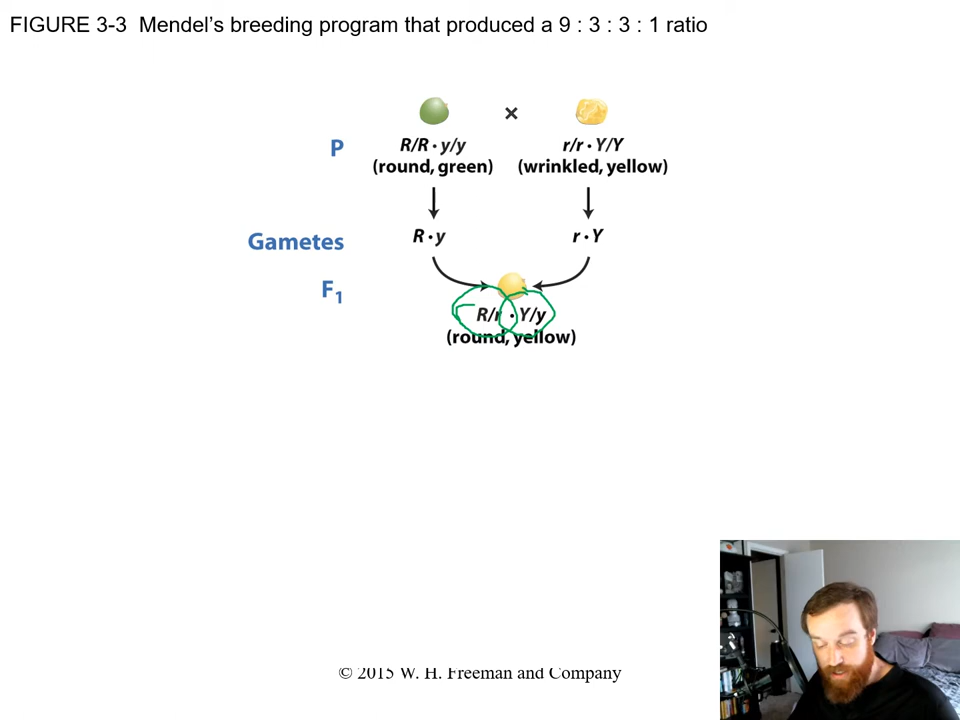 FIGURE 3-3 Mendel’s breeding program that produced a 9 : 3 : 3 : 1 ratio
×
P R/R · y/y r/r · Y/Y
(round, green) (wrinkled, yellow)
Gametes R · y r · Y
F1
R/r · Y/y
(round, yellow)
© 2015 W. H. Freeman and Company